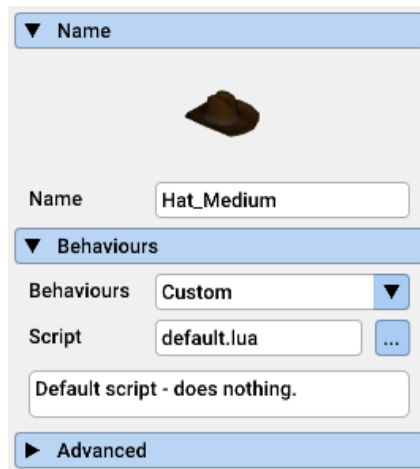 Name
Name Hat_Medium
Behaviours
Behaviours Custom
Script default.lua ...
Default script - does nothing.
Advanced